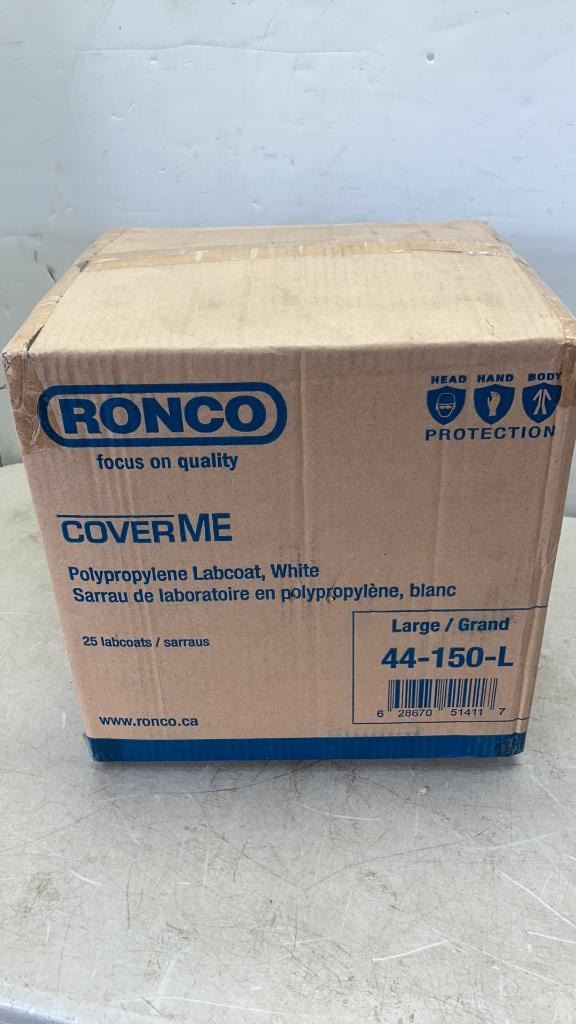 RONCO
focus on quality
HEAD HAND BODY
PROTECTION
COVERME
Polypropylene Labcoat, White
Sarrau de laboratoire en polypropylène, blanc
25 labcoats / sarraus
Large / Grand
44-150-L
6 28670 51411 7
www.ronco.ca